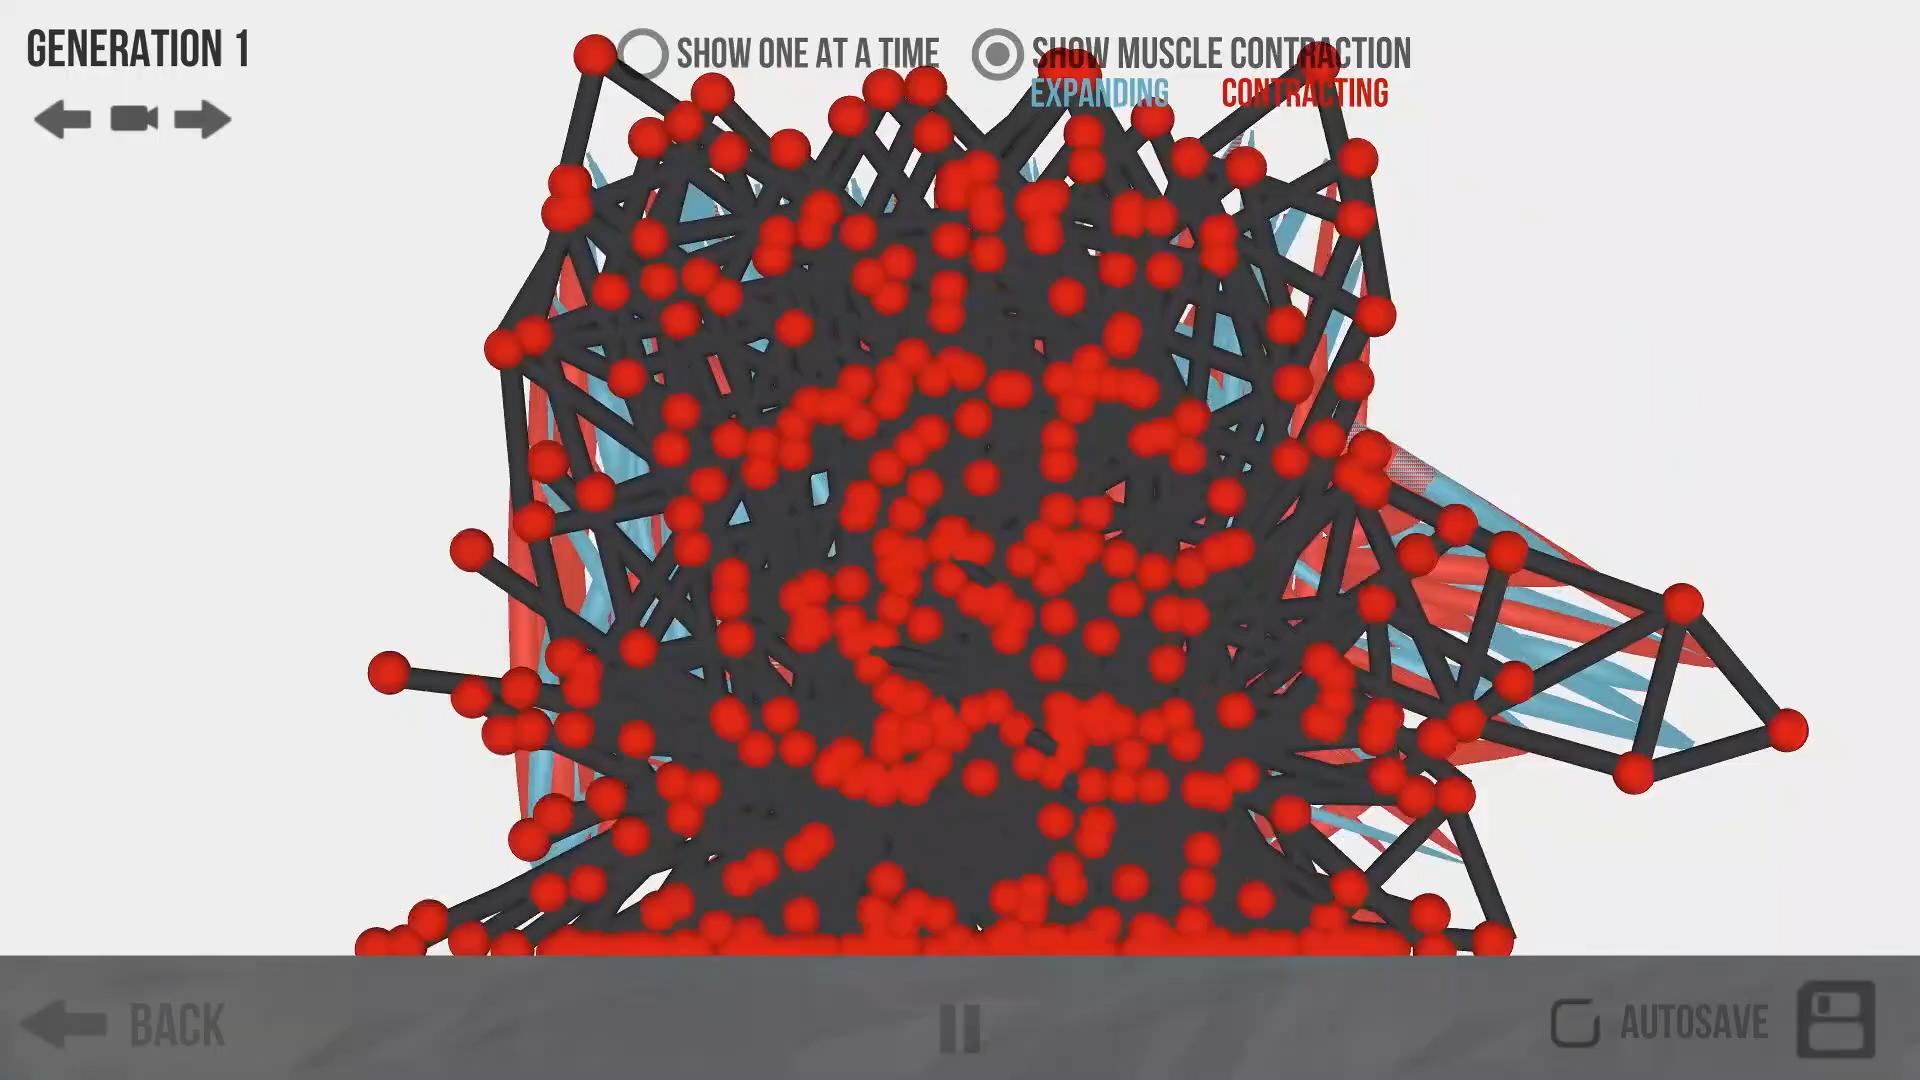 GENERATION 1
SHOW ONE AT A TIME
SHOW MUSCLE CONTRACTION
EXPANDING
CONTRACTING
BACK
AUTOSAVE